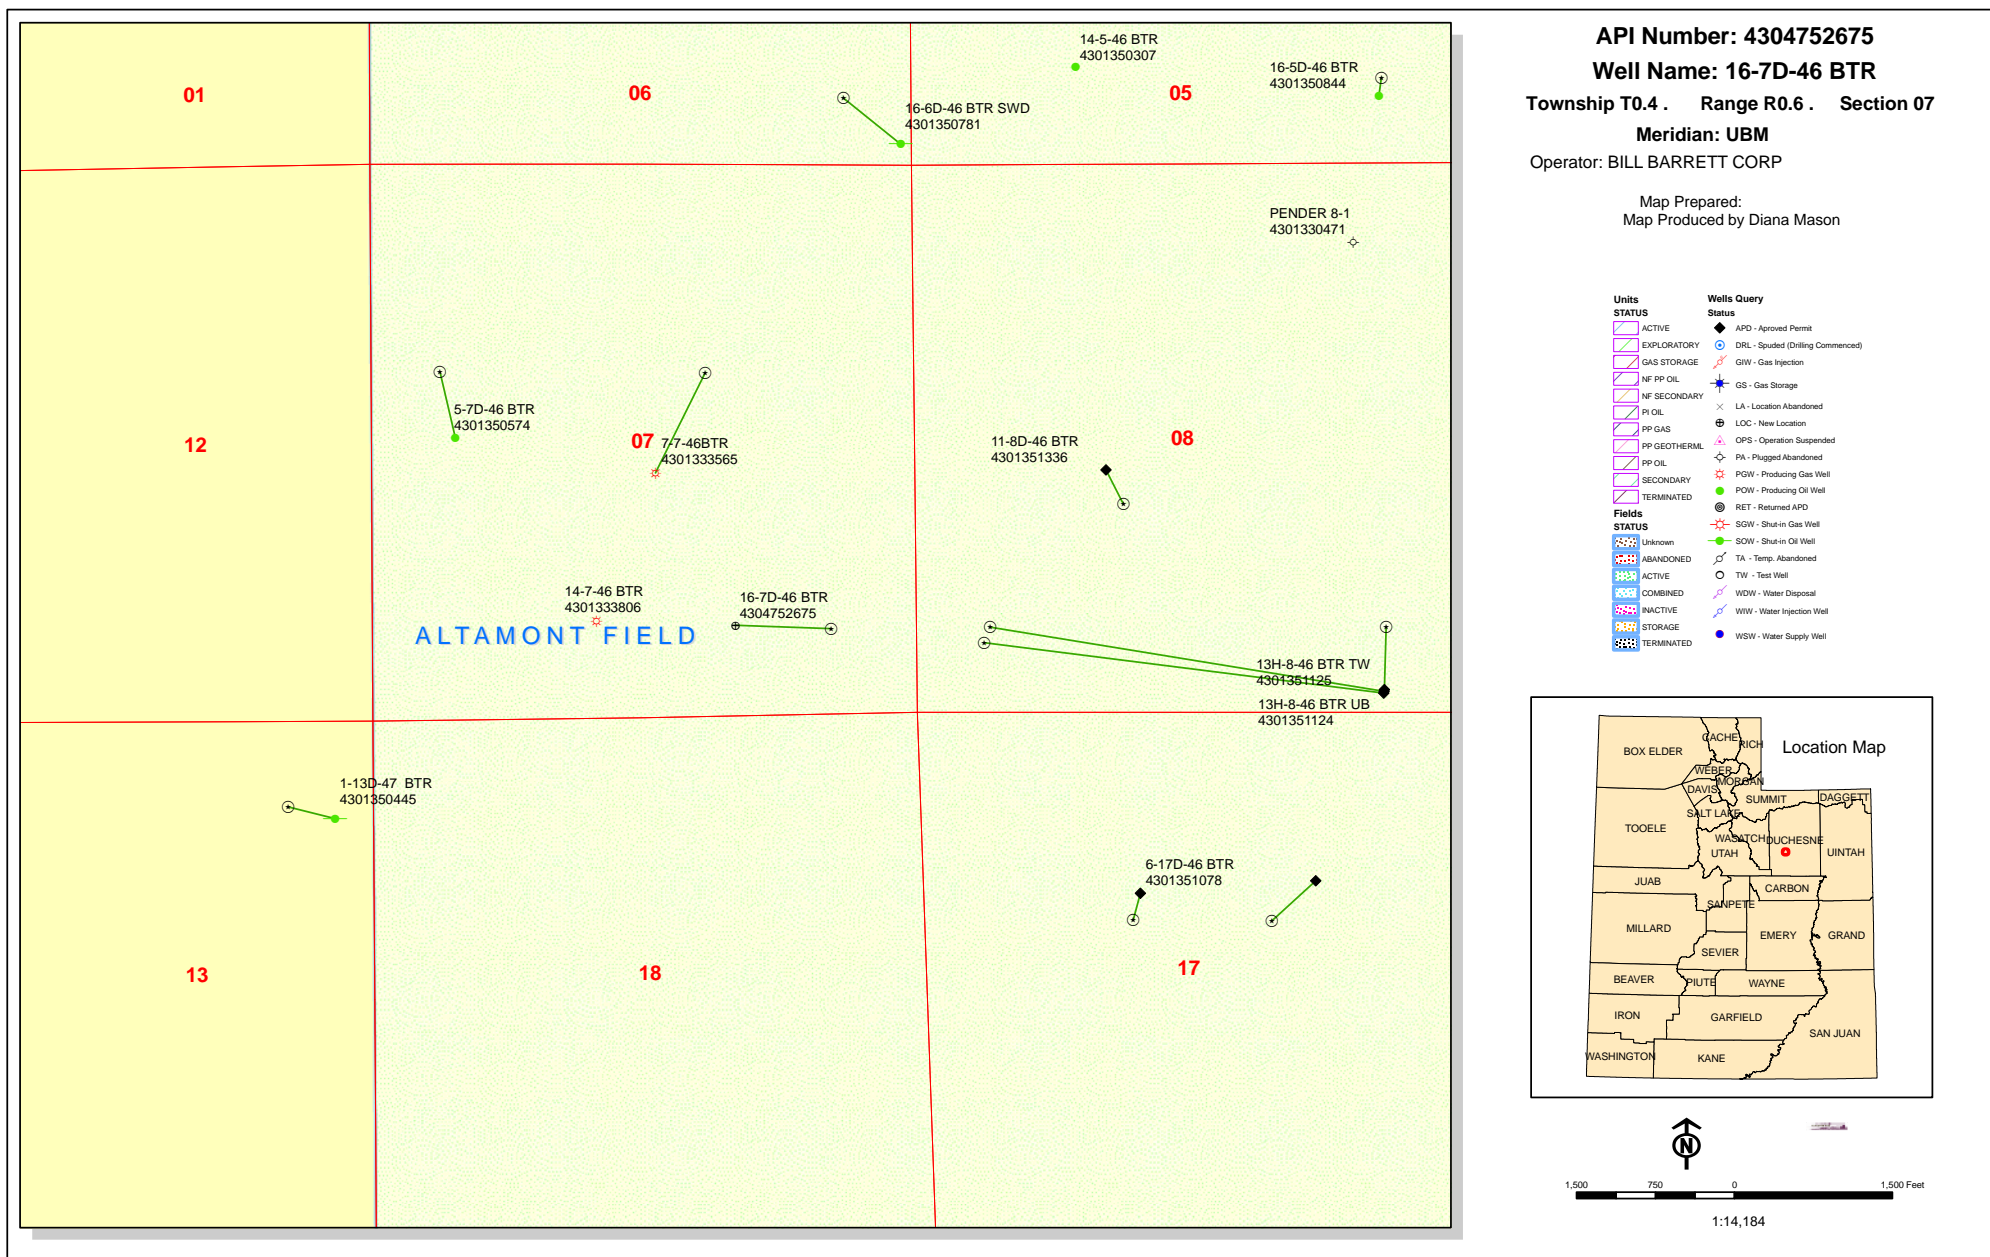 API Number: 4304752675
Well Name: 16-7D-46 BTR
Township T0.4 . Range R0.6 . Section 07
Meridian: UBM
Operator: BILL BARRETT CORP
Map Prepared:
Map Produced by Diana Mason
01
06
05
14-5-46 BTR
4301350307
16-5D-46 BTR
4301350844
16-6D-46 BTR SWD
4301350781
PENDER 8-1
4301330471
12
07
08
5-7D-46 BTR
4301350574
7-7-46BTR
4301333565
11-8D-46 BTR
4301351336
14-7-46 BTR
4301333806
16-7D-46 BTR
4304752675
ALTAMONT FIELD
13H-8-46 BTR TW
4301351125
13H-8-46 BTR UB
4301351124
1-13D-47 BTR
4301350445
6-17D-46 BTR
4301351078
13
18
17
Units
STATUS
ACTIVE
EXPLORATORY
GAS STORAGE
NF PP OIL
NF SECONDARY
PI OIL
PP GAS
PP GEOTHERML
PP OIL
SECONDARY
TERMINATED
Fields
STATUS
Unknown
ABANDONED
ACTIVE
COMBINED
INACTIVE
STORAGE
TERMINATED
Wells Query
Status
APD - Aproved Permit
DRL - Spuded (Drilling Commenced)
GIW - Gas Injection
GS - Gas Storage
LA - Location Abandoned
LOC - New Location
OPS - Operation Suspended
PA - Plugged Abandoned
PGW - Producing Gas Well
POW - Producing Oil Well
RET - Returned APD
SGW - Shut-in Gas Well
SOW - Shut-in Oil Well
TA - Temp. Abandoned
TW - Test Well
WDW - Water Disposal
WIW - Water Injection Well
WSW - Water Supply Well
Location Map
BOX ELDER
CACHE
RICH
WEBER
MORGAN
DAVIS
SUMMIT
DAGGETT
SALT LAKE
TOOELE
WASATCH
DUCHESNE
UTAH
UINTAH
JUAB
CARBON
SANPETE
MILLARD
EMERY
GRAND
SEVIER
BEAVER
PIUTE
WAYNE
IRON
GARFIELD
SAN JUAN
WASHINGTON
KANE
N
1,500 750 0 1,500 Feet
1:14,184